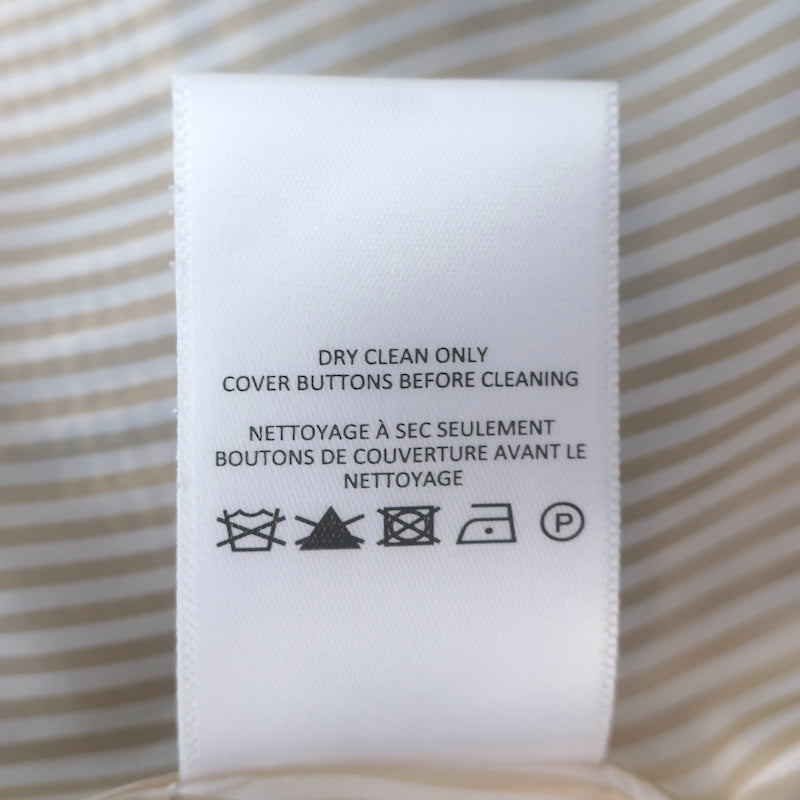 DRY CLEAN ONLY
COVER BUTTONS BEFORE CLEANING
NETTOYAGE À SEC SEULEMENT
BOUTONS DE COUVERTURE AVANT LE
NETTOYAGE
P